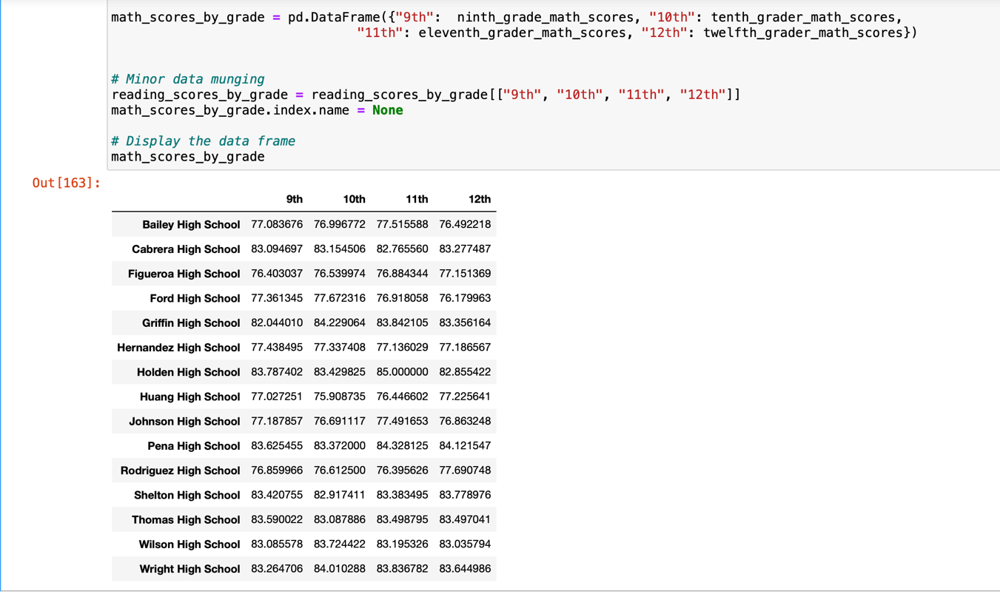 math_scores_by_grade = pd.DataFrame({"9th":  ninth_grade_math_scores, "10th": tenth_grader_math_scores,
"11th": eleventh_grader_math_scores, "12th": twelfth_grader_math_scores})
# Minor data munging
reading_scores_by_grade = reading_scores_by_grade[["9th", "10th", "11th", "12th"]]
math_scores_by_grade.index.name = None
# Display the data frame
math_scores_by_grade
Out[163]:
9th 10th 11th 12th
Bailey High School 77.083676 76.996772 77.515588 76.492218
Cabrera High School 83.094697 83.154506 82.765560 83.277487
Figueroa High School 76.403037 76.539974 76.884344 77.151369
Ford High School 77.361345 77.672316 76.918058 76.179963
Griffin High School 82.044010 84.229064 83.842105 83.356164
Hernandez High School 77.438495 77.337408 77.136029 77.186567
Holden High School 83.787402 83.429825 85.000000 82.855422
Huang High School 77.027251 75.908735 76.446602 77.225641
Johnson High School 77.187857 76.691117 77.491653 76.863248
Pena High School 83.625455 83.372000 84.328125 84.121547
Rodriguez High School 76.859966 76.612500 76.395626 77.690748
Shelton High School 83.420755 82.917411 83.383495 83.778976
Thomas High School 83.590022 83.087886 83.498795 83.497041
Wilson High School 83.085578 83.724422 83.195326 83.035794
Wright High School 83.264706 84.010288 83.836782 83.644986